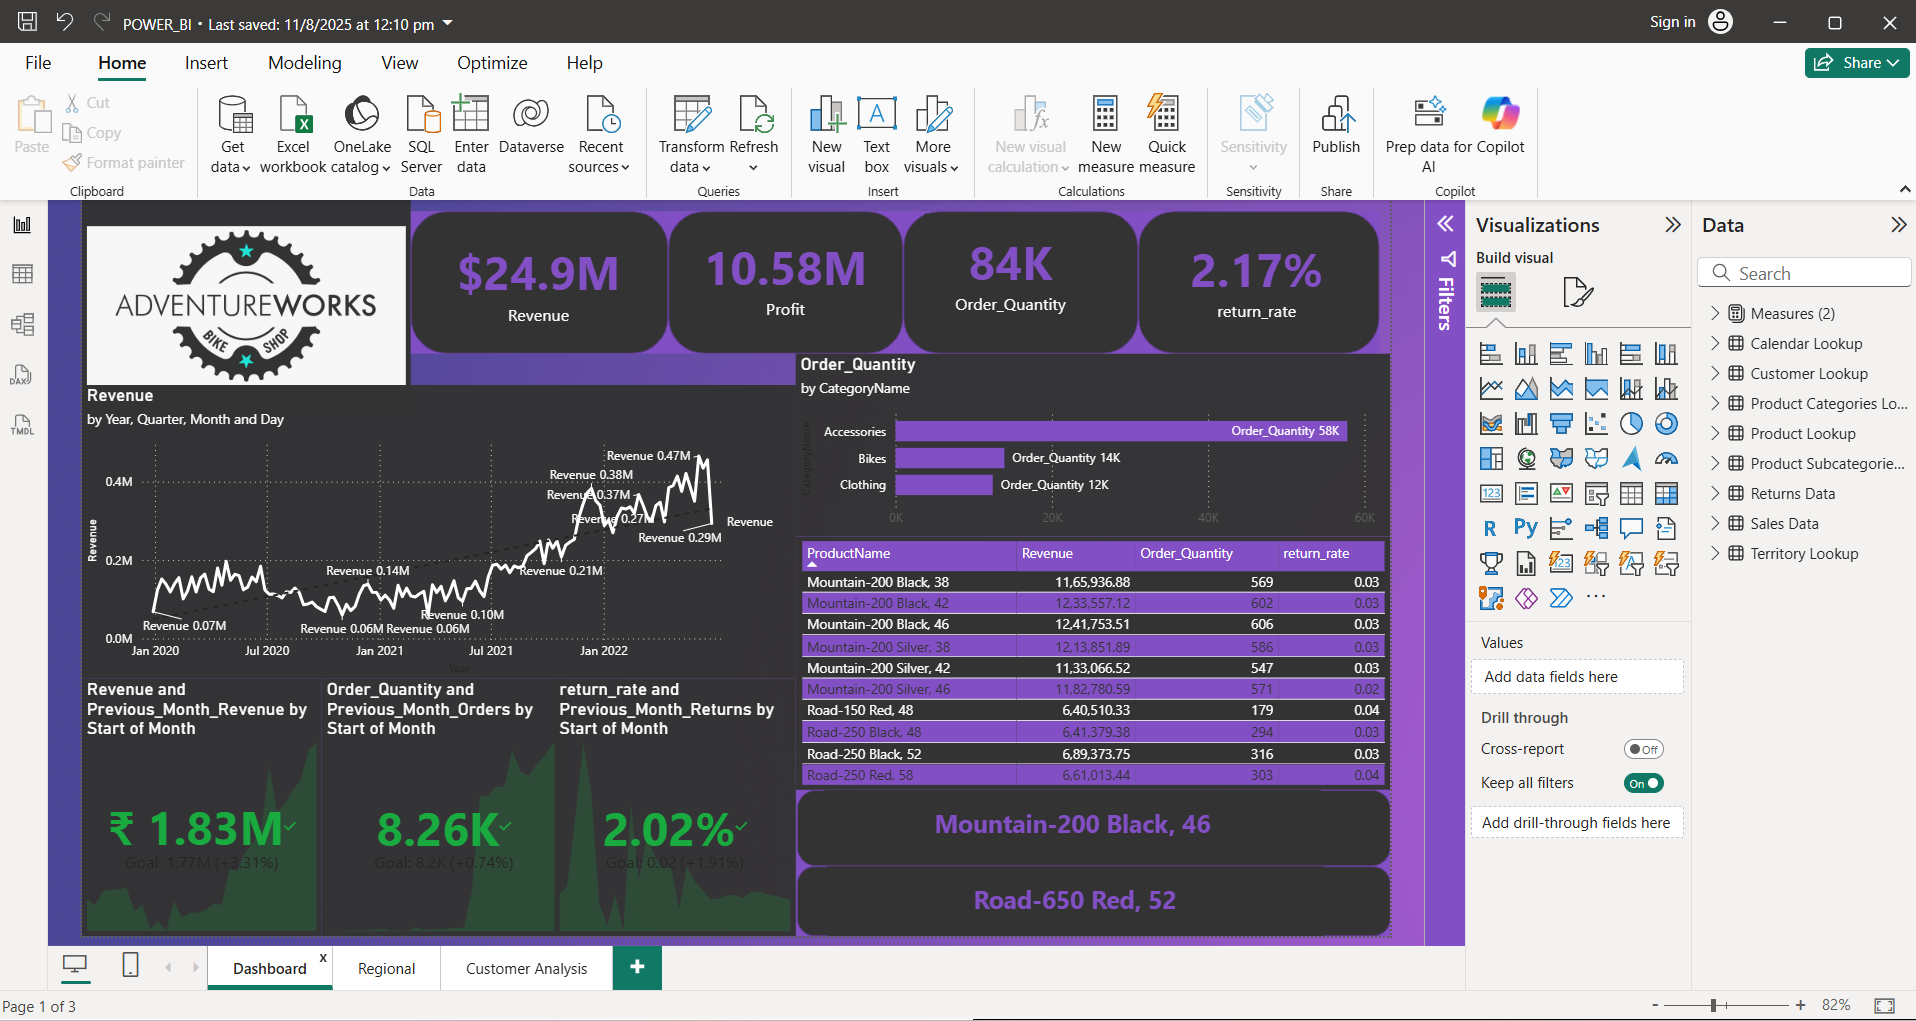 POWER_BI • Last saved: 11/8/2025 at 12:10 pm
Sign in
File Home Insert Modeling View Optimize Help
Share
Paste
Cut
Copy
Format painter
Clipboard
Get data
Excel workbook
OneLake catalog
SQL Server
Enter data
Dataverse
Recent sources
Data
Transform data
Refresh
Queries
New visual
Text box
More visuals
Insert
New visual calculation
New measure
Quick measure
Calculations
Sensitivity
Sensitivity
Publish
Share
Prep data for AI
Copilot
Copilot
DAX
TMDL
ADVENTUREWORKS
BIKE SHOP
$24.9M
Revenue
10.58M
Profit
84K
Order_Quantity
2.17%
return_rate
Revenue
by Year, Quarter, Month and Day
Revenue
0.4M
0.2M
0.0M
Revenue 0.47M
Revenue 0.38M
Revenue 0.37M
Revenue 0.27M
Revenue
Revenue 0.29M
Revenue 0.14M
Revenue 0.21M
Revenue 0.10M
Revenue 0.07M
Revenue 0.06M
Revenue 0.06M
Jan 2020 Jul 2020 Jan 2021 Jul 2021 Jan 2022
Year
Order_Quantity
by CategoryName
CategoryName
Accessories Order_Quantity 58K
Bikes Order_Quantity 14K
Clothing Order_Quantity 12K
0K 20K 40K 60K
ProductName Revenue Order_Quantity return_rate
Mountain-200 Black, 38 11,65,936.88 569 0.03
Mountain-200 Black, 42 12,33,557.12 602 0.03
Mountain-200 Black, 46 12,41,753.51 606 0.03
Mountain-200 Silver, 38 12,13,851.89 586 0.03
Mountain-200 Silver, 42 11,33,066.52 547 0.03
Mountain-200 Silver, 46 11,82,780.59 571 0.02
Road-150 Red, 48 6,40,510.33 179 0.04
Road-250 Black, 48 6,41,379.38 294 0.03
Road-250 Black, 52 6,89,373.75 316 0.03
Road-250 Red, 58 6,61,013.44 303 0.04
Revenue and
Previous_Month_Revenue by
Start of Month
₹ 1.83M
Goal: 1.77M (+3.31%)
Order_Quantity and
Previous_Month_Orders by
Start of Month
8.26K
Goal: 8.2K (+0.74%)
return_rate and
Previous_Month_Returns by
Start of Month
2.02%
Goal: 0.02 (+1.91%)
Mountain-200 Black, 46
Road-650 Red, 52
Filters
Visualizations
Build visual
123
R
Py
123
Values
Add data fields here
Drill through
Cross-report
Off
Keep all filters
On
Add drill-through fields here
Data
Search
Measures (2)
Calendar Lookup
Customer Lookup
Product Categories Lo...
Product Lookup
Product Subcategorie...
Returns Data
Sales Data
Territory Lookup
Dashboard x
Regional
Customer Analysis
+
Page 1 of 3
- + 82%